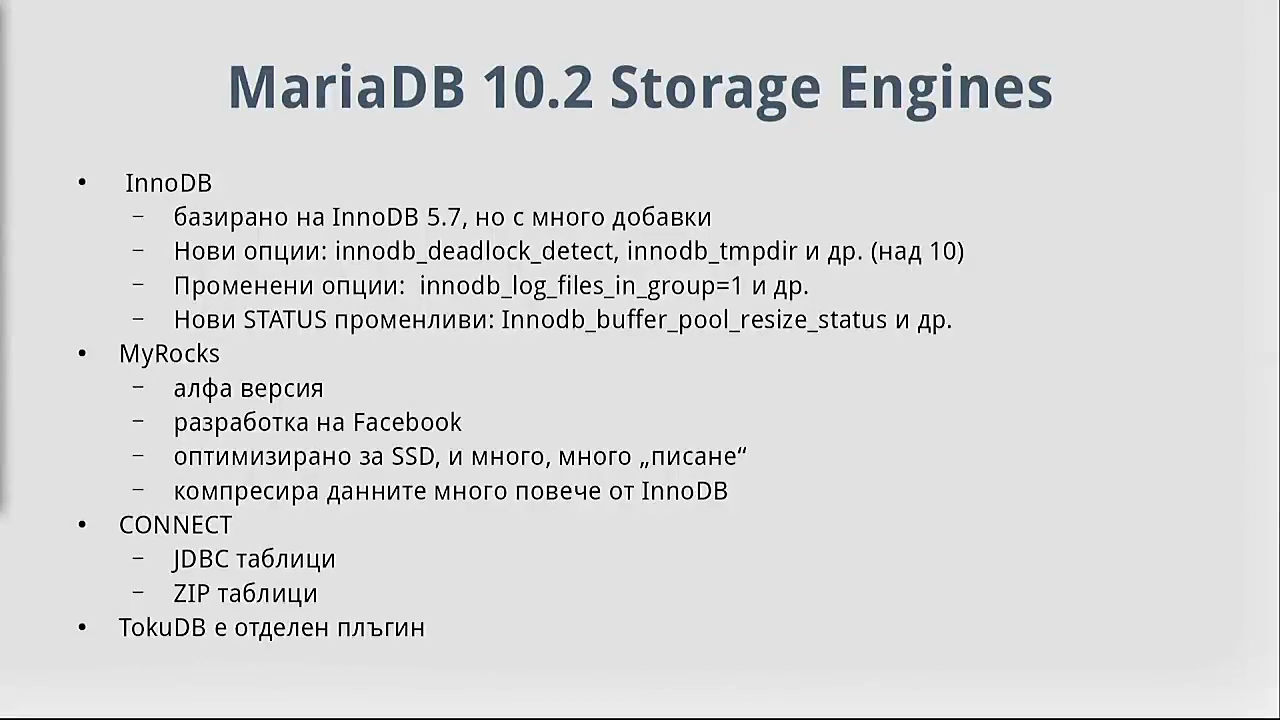 MariaDB 10.2 Storage Engines
• InnoDB
– базирано на InnoDB 5.7, но с много добавки
– Нови опции: innodb_deadlock_detect, innodb_tmpdir и др. (над 10)
– Променени опции: innodb_log_files_in_group=1 и др.
– Нови STATUS променливи: Innodb_buffer_pool_resize_status и др.
• MyRocks
– алфа версия
– разработка на Facebook
– оптимизирано за SSD, и много, много „писане“
– компресира данните много повече от InnoDB
• CONNECT
– JDBC таблици
– ZIP таблици
• TokuDB е отделен плъгин